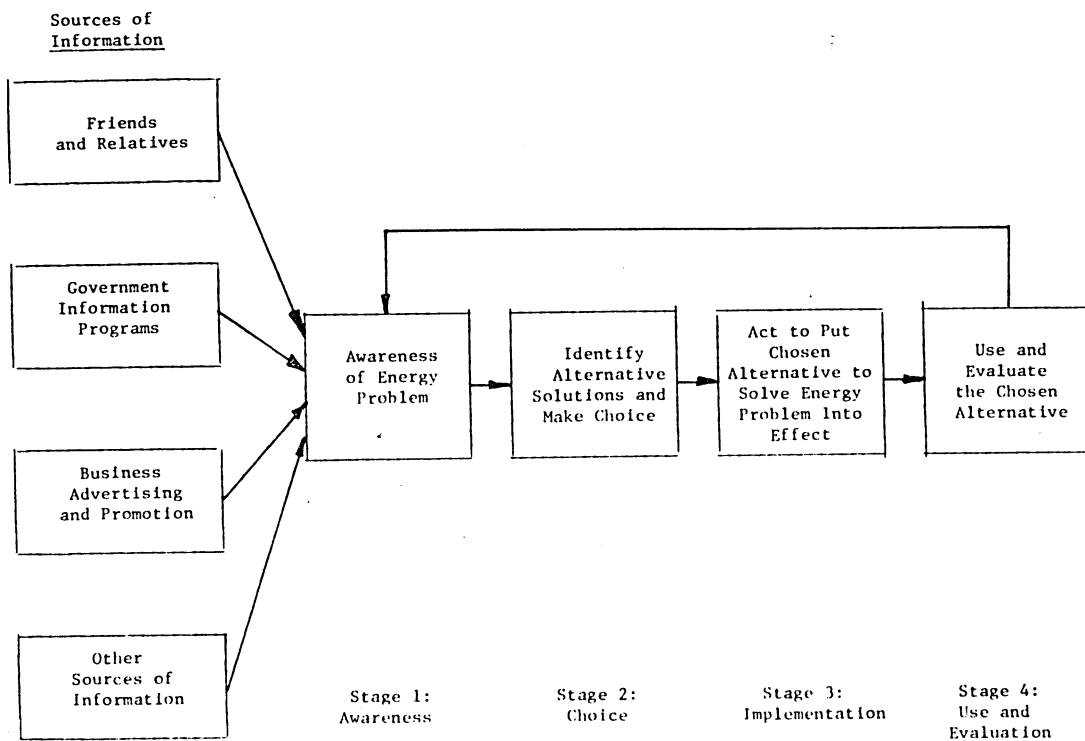 Sources of
Information
Friends
and Relatives
Government
Information
Programs
Business
Advertising
and Promotion
Other
Sources of
Information
Awareness
of Energy
Problem
Identify
Alternative
Solutions and
Make Choice
Act to Put
Chosen
Alternative to
Solve Energy
Problem Into
Effect
Use and
Evaluate
the Chosen
Alternative
Stage 1:
Awareness
Stage 2:
Choice
Stage 3:
Implementation
Stage 4:
Use and
Evaluation